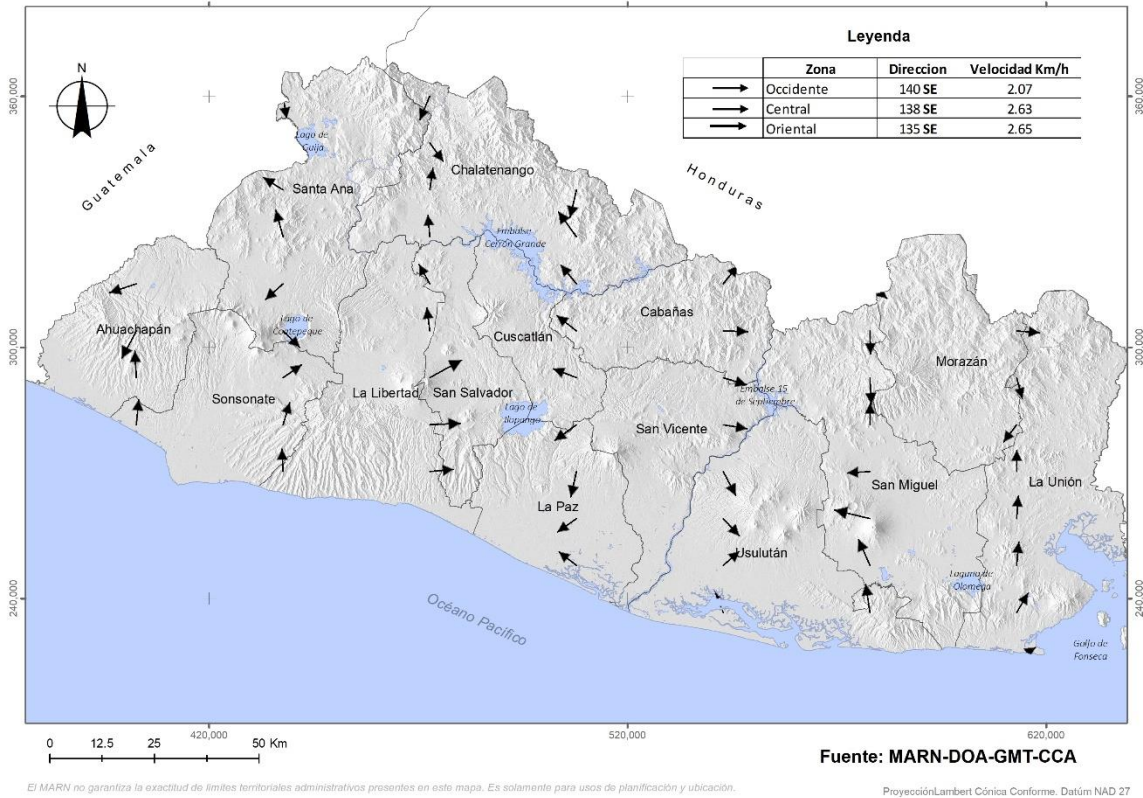 Leyenda
Zona Direccion Velocidad Km/h
Occidente 140 SE 2.07
Central 138 SE 2.63
Oriental 135 SE 2.65
N
360,000
360,000
300,000
300,000
240,000
240,000
Guatemala
Honduras
Lago de
Guija
Santa Ana
Chalatenango
Embalse
Cerrón Grande
Ahuachapán
Lago de
Coatepeque
Cuscatlán
Cabañas
Morazán
Sonsonate
La Libertad
San Salvador
Lago de
Ilopango
Embalse 15
de Septiembre
San Vicente
San Miguel
La Unión
La Paz
Usulután
Laguna de
Olomega
Océano Pacífico
Golfo de
Fonseca
420,000
520,000
620,000
0 12.5 25 50 Km
Fuente: MARN-DOA-GMT-CCA
El MARN no garantiza la exactitud de limites territoriales administrativos presentes en este mapa. Es solamente para usos de planificación y ubicación.
ProyecciónLambert Cónica Conforme. Datúm NAD 27